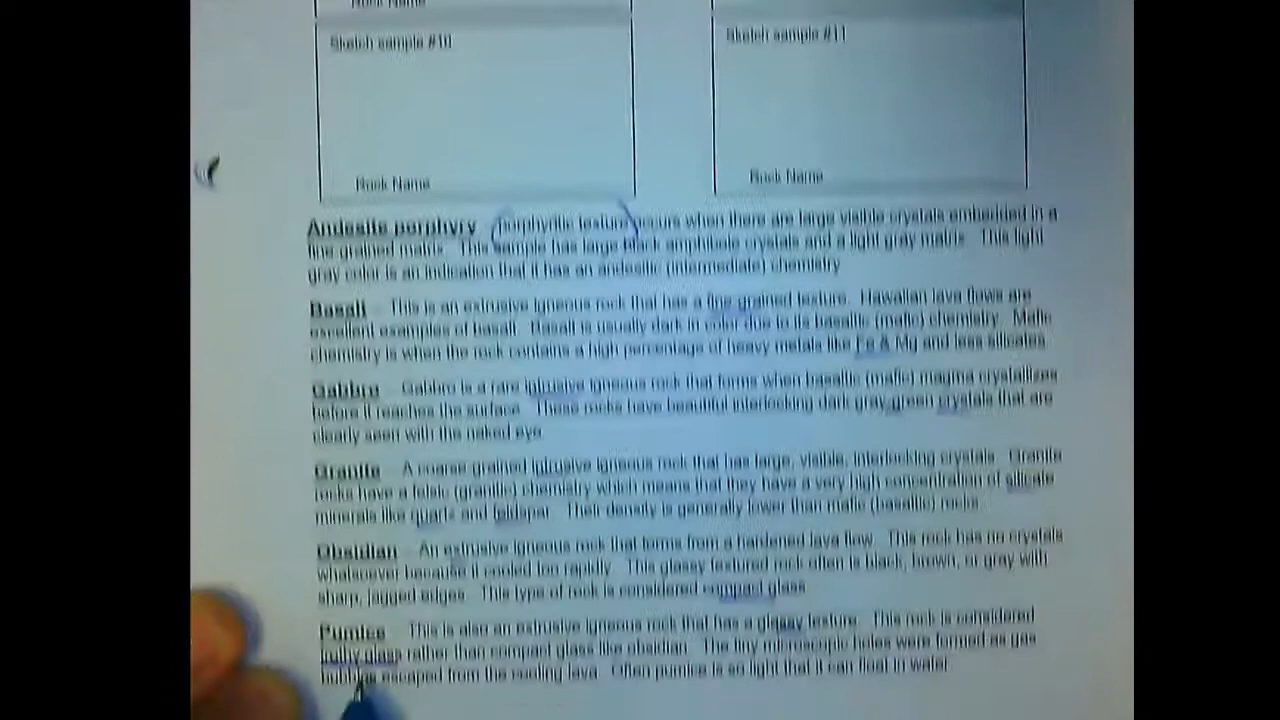 Rock Name
Sketch sample #10
Sketch sample #11
Rock Name
Rock Name
Andesite porphyry (porphyritic texture) occurs when there are large visible crystals embedded in a
fine grained matrix. This sample has large black amphibole crystals and a light gray matrix. This light
gray color is an indication that it has an andesitic (intermediate) chemistry
Basalt - This is an extrusive igneous rock that has a fine grained texture. Hawaiian lava flows are
excellent examples of basalt. Basalt is usually dark in color due to its basaltic (mafic) chemistry. Mafic
chemistry is when the rock contains a high percentage of heavy metals like Fe & Mg and less silicates.
Gabbro - Gabbro is a rare intrusive igneous rock that forms when basaltic (mafic) magma crystallizes
before it reaches the surface. These rocks have beautiful interlocking dark gray,green crystals that are
clearly seen with the naked eye.
Granite - A coarse grained intrusive igneous rock that has large, visible, interlocking crystals. Granite
rocks have a felsic (granitic) chemistry which means that they have a very high concentration of silicate
minerals like quartz and feldspar. Their density is generally lower than mafic (basaltic) rocks.
Obsidian - An extrusive igneous rock that forms from a hardened lava flow. This rock has no crystals
whatsoever because it cooled too rapidly. This glassy textured rock often is black, brown, or gray with
sharp, jagged edges. This type of rock is considered compact glass.
Pumice - This is also an extrusive igneous rock that has a glassy texture. This rock is considered
frothy glass rather than compact glass like obsidian. The tiny microscopic holes were formed as gas
bubbles escaped from the cooling lava. Often pumice is so light that it can float in water.